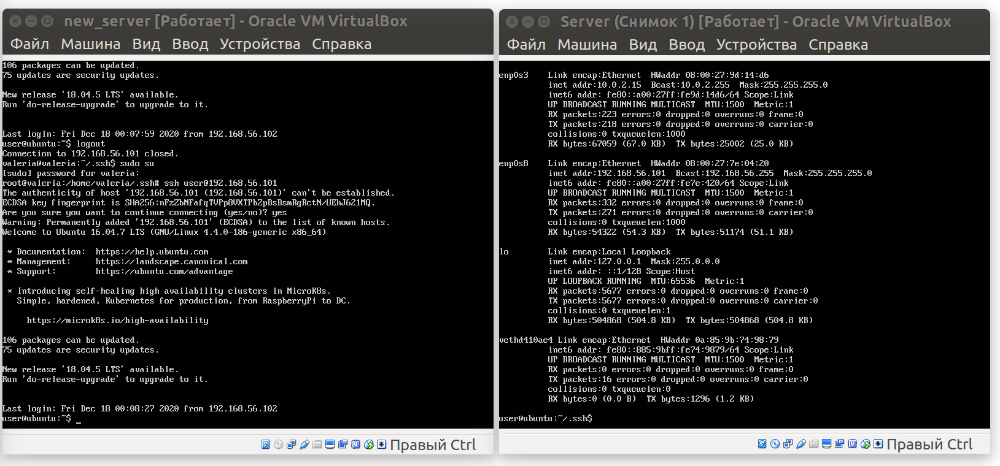 new_server [Работает] - Oracle VM VirtualBox
Файл Машина Вид Ввод Устройства Справка
106 packages can be updated.
75 updates are security updates.
New release '18.04.5 LTS' available.
Run 'do-release-upgrade' to upgrade to it.
Last login: Fri Dec 18 00:07:59 2020 from 192.168.56.102
user@ubuntu:~$ logout
Connection to 192.168.56.101 closed.
valeria@valeria:~/.ssh$ sudo su
[sudo] password for valeria:
root@valeria:/home/valeria/.ssh# ssh user@192.168.56.101
The authenticity of host '192.168.56.101 (192.168.56.101)' can't be established.
ECDSA key fingerprint is SHA256:nFzZbNFafqTVPp8VXTPb2pBsBsmRgRctN/UEhJ621MQ.
Are you sure you want to continue connecting (yes/no)? yes
Warning: Permanently added '192.168.56.101' (ECDSA) to the list of known hosts.
Welcome to Ubuntu 16.04.7 LTS (GNU/Linux 4.4.0-186-generic x86_64)
* Documentation: https://help.ubuntu.com
* Management: https://landscape.canonical.com
* Support: https://ubuntu.com/advantage
* Introducing self-healing high availability clusters in MicroK8s.
Simple, hardened, Kubernetes for production, from RaspberryPi to DC.
https://microk8s.io/high-availability
106 packages can be updated.
75 updates are security updates.
New release '18.04.5 LTS' available.
Run 'do-release-upgrade' to upgrade to it.
Last login: Fri Dec 18 00:08:27 2020 from 192.168.56.102
user@ubuntu:~$ _
Правый Ctrl
Server (Снимок 1) [Работает] - Oracle VM VirtualBox
Файл Машина Вид Ввод Устройства Справка
enp0s3 Link encap:Ethernet HWaddr 08:00:27:9d:14:d6
inet addr:10.0.2.15 Bcast:10.0.2.255 Mask:255.255.255.0
inet6 addr: fe80::a00:27ff:fe9d:14d6/64 Scope:Link
UP BROADCAST RUNNING MULTICAST MTU:1500 Metric:1
RX packets:223 errors:0 dropped:0 overruns:0 frame:0
TX packets:218 errors:0 dropped:0 overruns:0 carrier:0
collisions:0 txqueuelen:1000
RX bytes:67059 (67.0 KB) TX bytes:25002 (25.0 KB)
enp0s8 Link encap:Ethernet HWaddr 08:00:27:7e:04:20
inet addr:192.168.56.101 Bcast:192.168.56.255 Mask:255.255.255.0
inet6 addr: fe80::a00:27ff:fe7e:420/64 Scope:Link
UP BROADCAST RUNNING MULTICAST MTU:1500 Metric:1
RX packets:332 errors:0 dropped:0 overruns:0 frame:0
TX packets:271 errors:0 dropped:0 overruns:0 carrier:0
collisions:0 txqueuelen:1000
RX bytes:54322 (54.3 KB) TX bytes:51174 (51.1 KB)
lo Link encap:Local Loopback
inet addr:127.0.0.1 Mask:255.0.0.0
inet6 addr: ::1/128 Scope:Host
UP LOOPBACK RUNNING MTU:65536 Metric:1
RX packets:5677 errors:0 dropped:0 overruns:0 frame:0
TX packets:5677 errors:0 dropped:0 overruns:0 carrier:0
collisions:0 txqueuelen:1
RX bytes:504868 (504.8 KB) TX bytes:504868 (504.8 KB)
vethd410ae4 Link encap:Ethernet HWaddr 0a:85:9b:74:98:79
inet6 addr: fe80::885:9bff:fe74:9879/64 Scope:Link
UP BROADCAST RUNNING MULTICAST MTU:1500 Metric:1
RX packets:0 errors:0 dropped:0 overruns:0 frame:0
TX packets:16 errors:0 dropped:0 overruns:0 carrier:0
collisions:0 txqueuelen:0
RX bytes:0 (0.0 B) TX bytes:1296 (1.2 KB)
user@ubuntu:~/.ssh$
Правый Ctrl